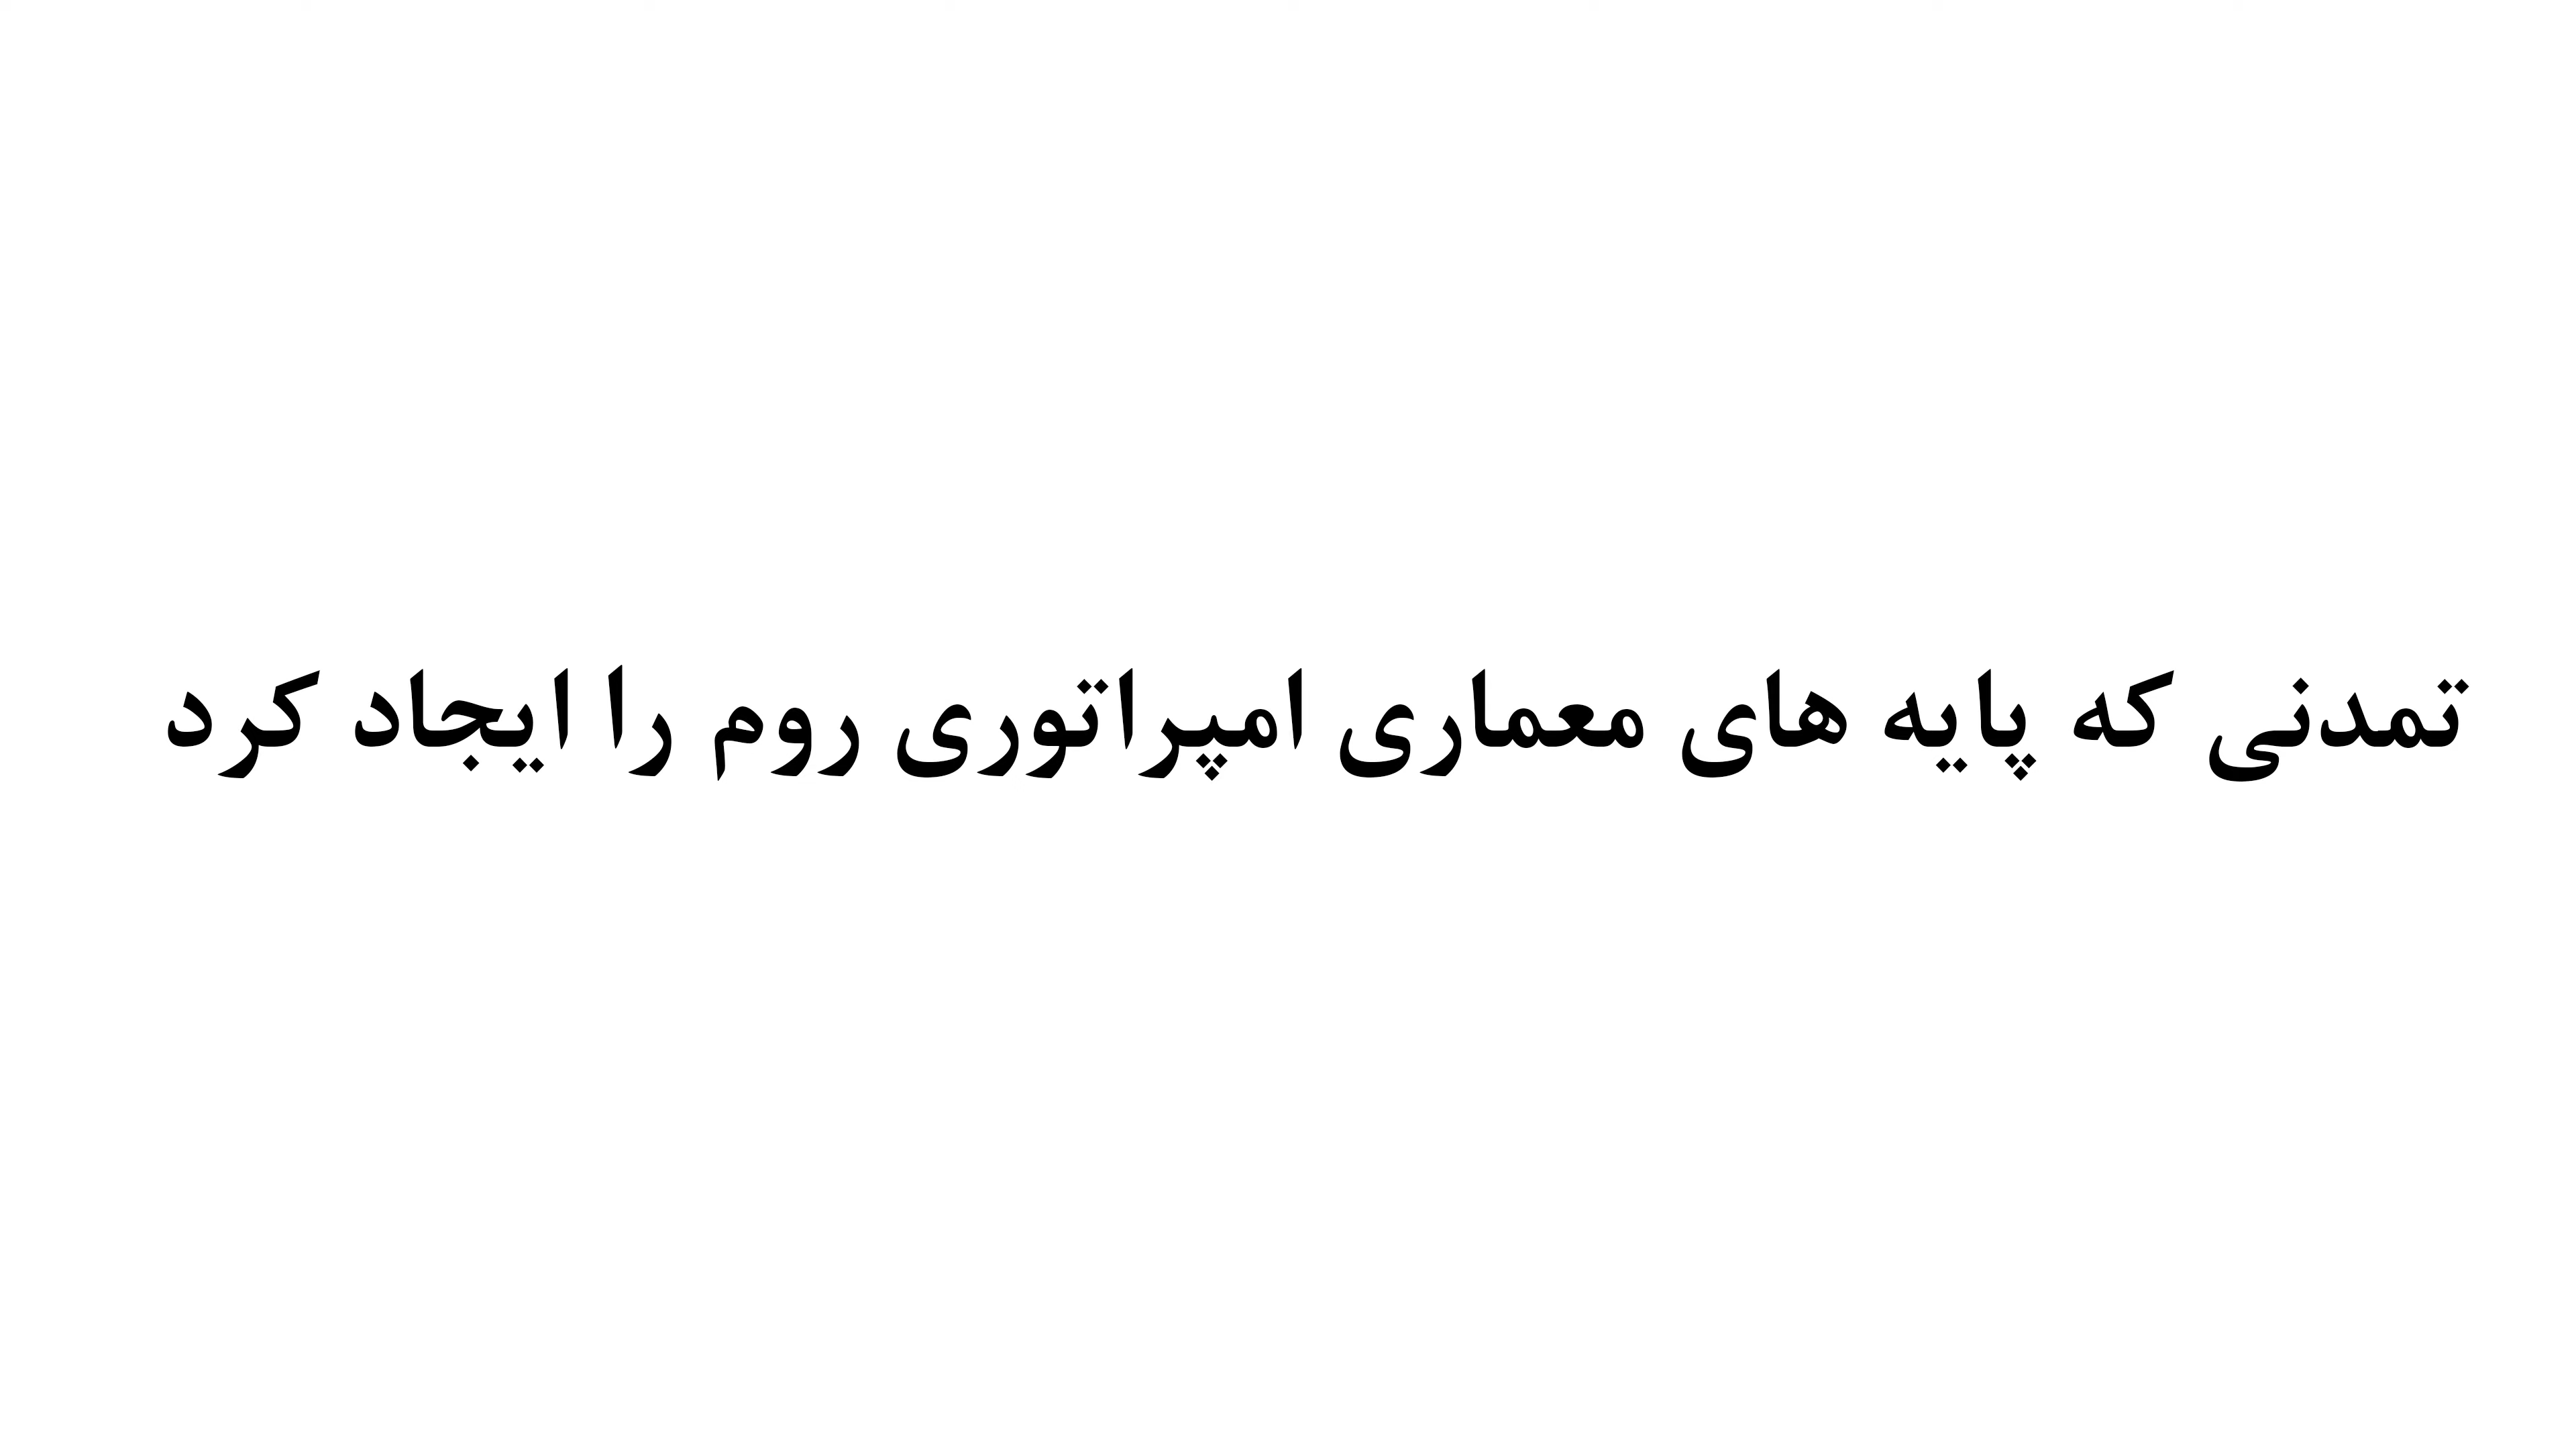 تمدنی که پایه های معماری امپراتوری روم را ایجاد کرد